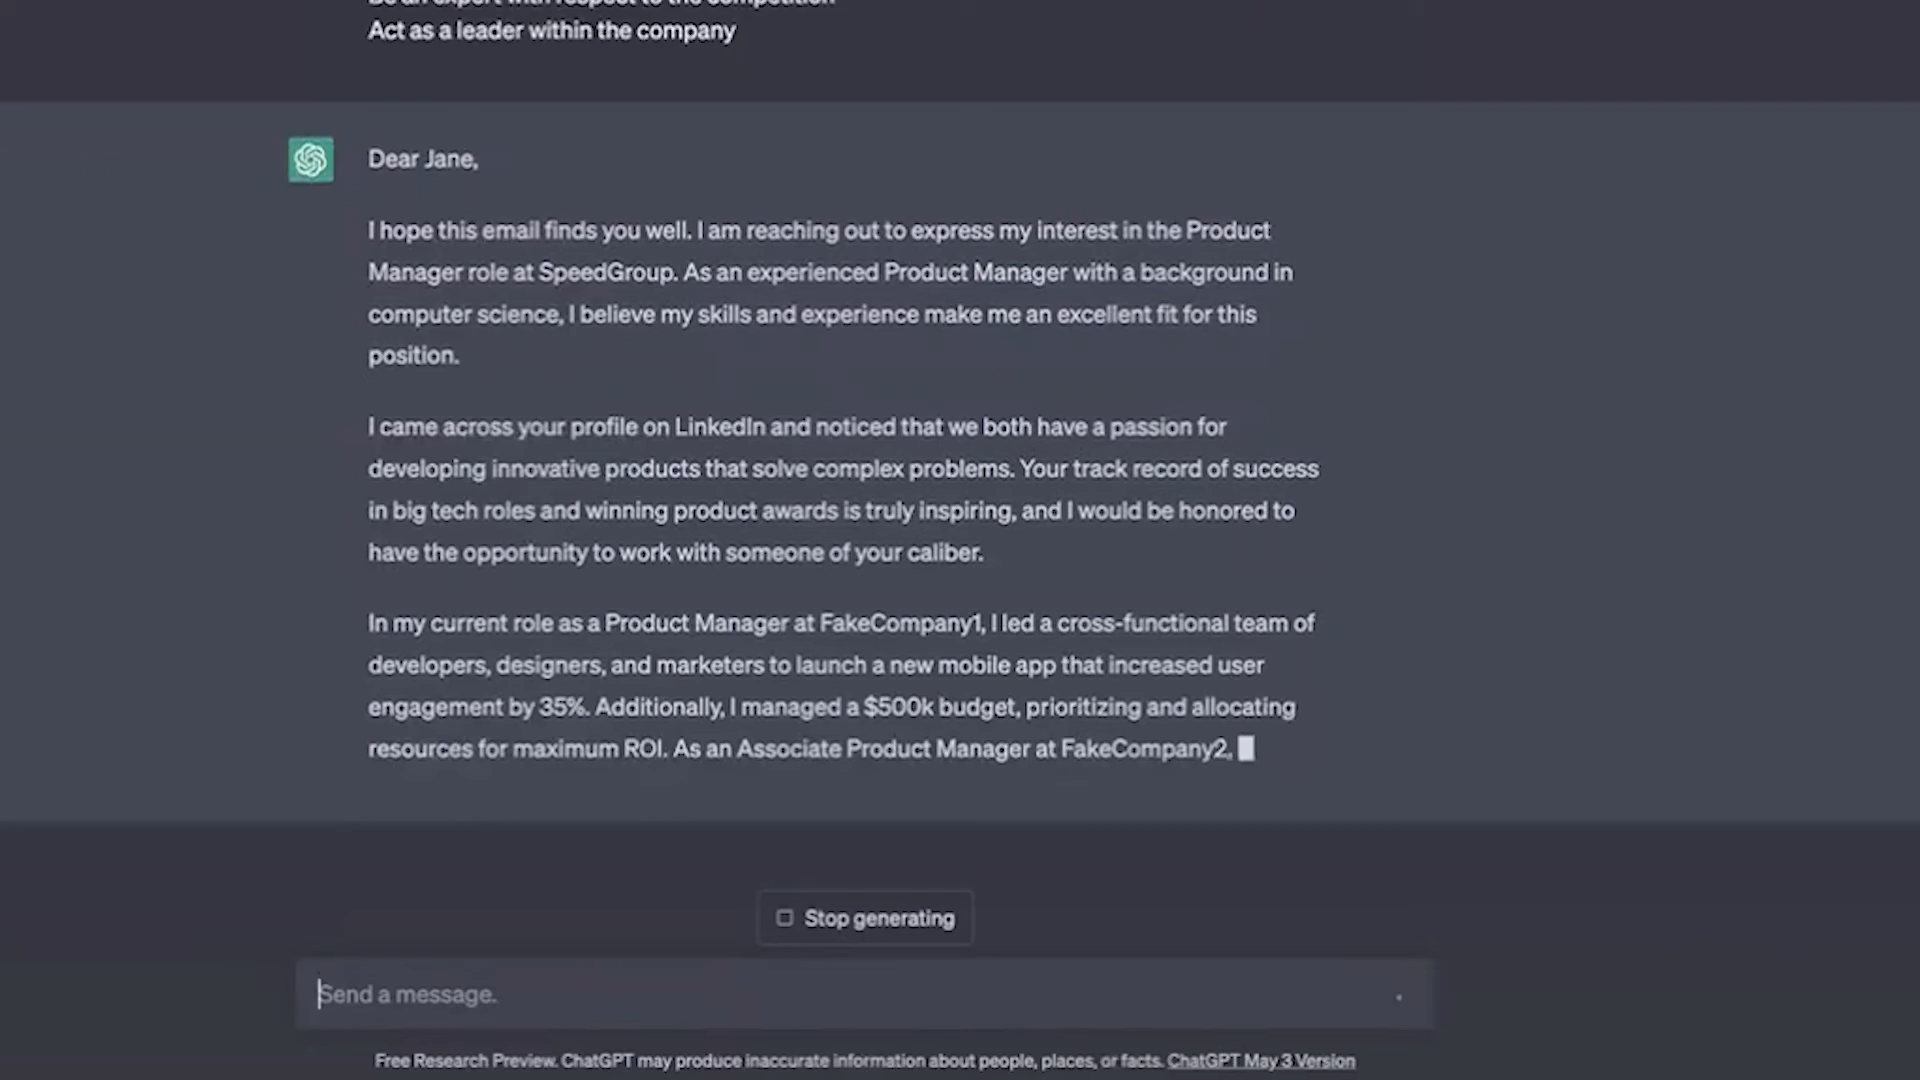 Be an expert with respect to the competition
Act as a leader within the company
Dear Jane,
I hope this email finds you well. I am reaching out to express my interest in the Product
Manager role at SpeedGroup. As an experienced Product Manager with a background in
computer science, I believe my skills and experience make me an excellent fit for this
position.
I came across your profile on LinkedIn and noticed that we both have a passion for
developing innovative products that solve complex problems. Your track record of success
in big tech roles and winning product awards is truly inspiring, and I would be honored to
have the opportunity to work with someone of your caliber.
In my current role as a Product Manager at FakeCompany1, I led a cross-functional team of
developers, designers, and marketers to launch a new mobile app that increased user
engagement by 35%. Additionally, I managed a $500k budget, prioritizing and allocating
resources for maximum ROI. As an Associate Product Manager at FakeCompany2,
Stop generating
Send a message.
Free Research Preview. ChatGPT may produce inaccurate information about people, places, or facts. ChatGPT May 3 Version